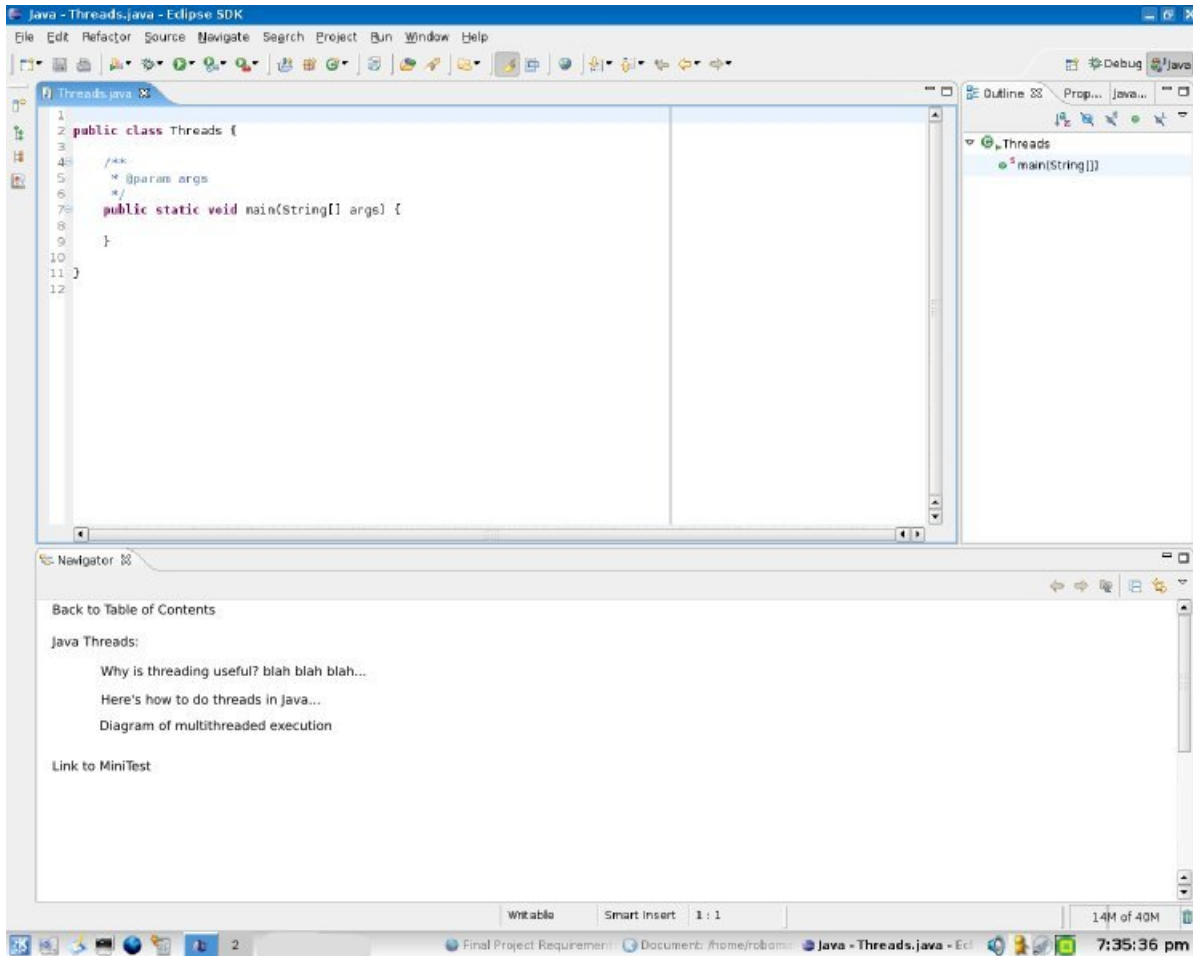 Java - Threads.java - Eclipse SDK
File Edit Refactor Source Navigate Search Project Run Window Help
Debug Java
Threads.java
Outline Prop... Java...
1
2 public class Threads {
3
4 /**
5 * @param args
6 */
7 public static void main(String[] args) {
8
9 }
10
11 }
12
Threads
S main(String[])
Navigator
Back to Table of Contents
Java Threads:
Why is threading useful? blah blah blah...
Here's how to do threads in Java...
Diagram of multithreaded execution
Link to MiniTest
Writable Smart Insert 1 : 1 14M of 40M
2 Final Project Requiremen Document: /home/robom Java - Threads.java - Ecl 7:35:36 pm